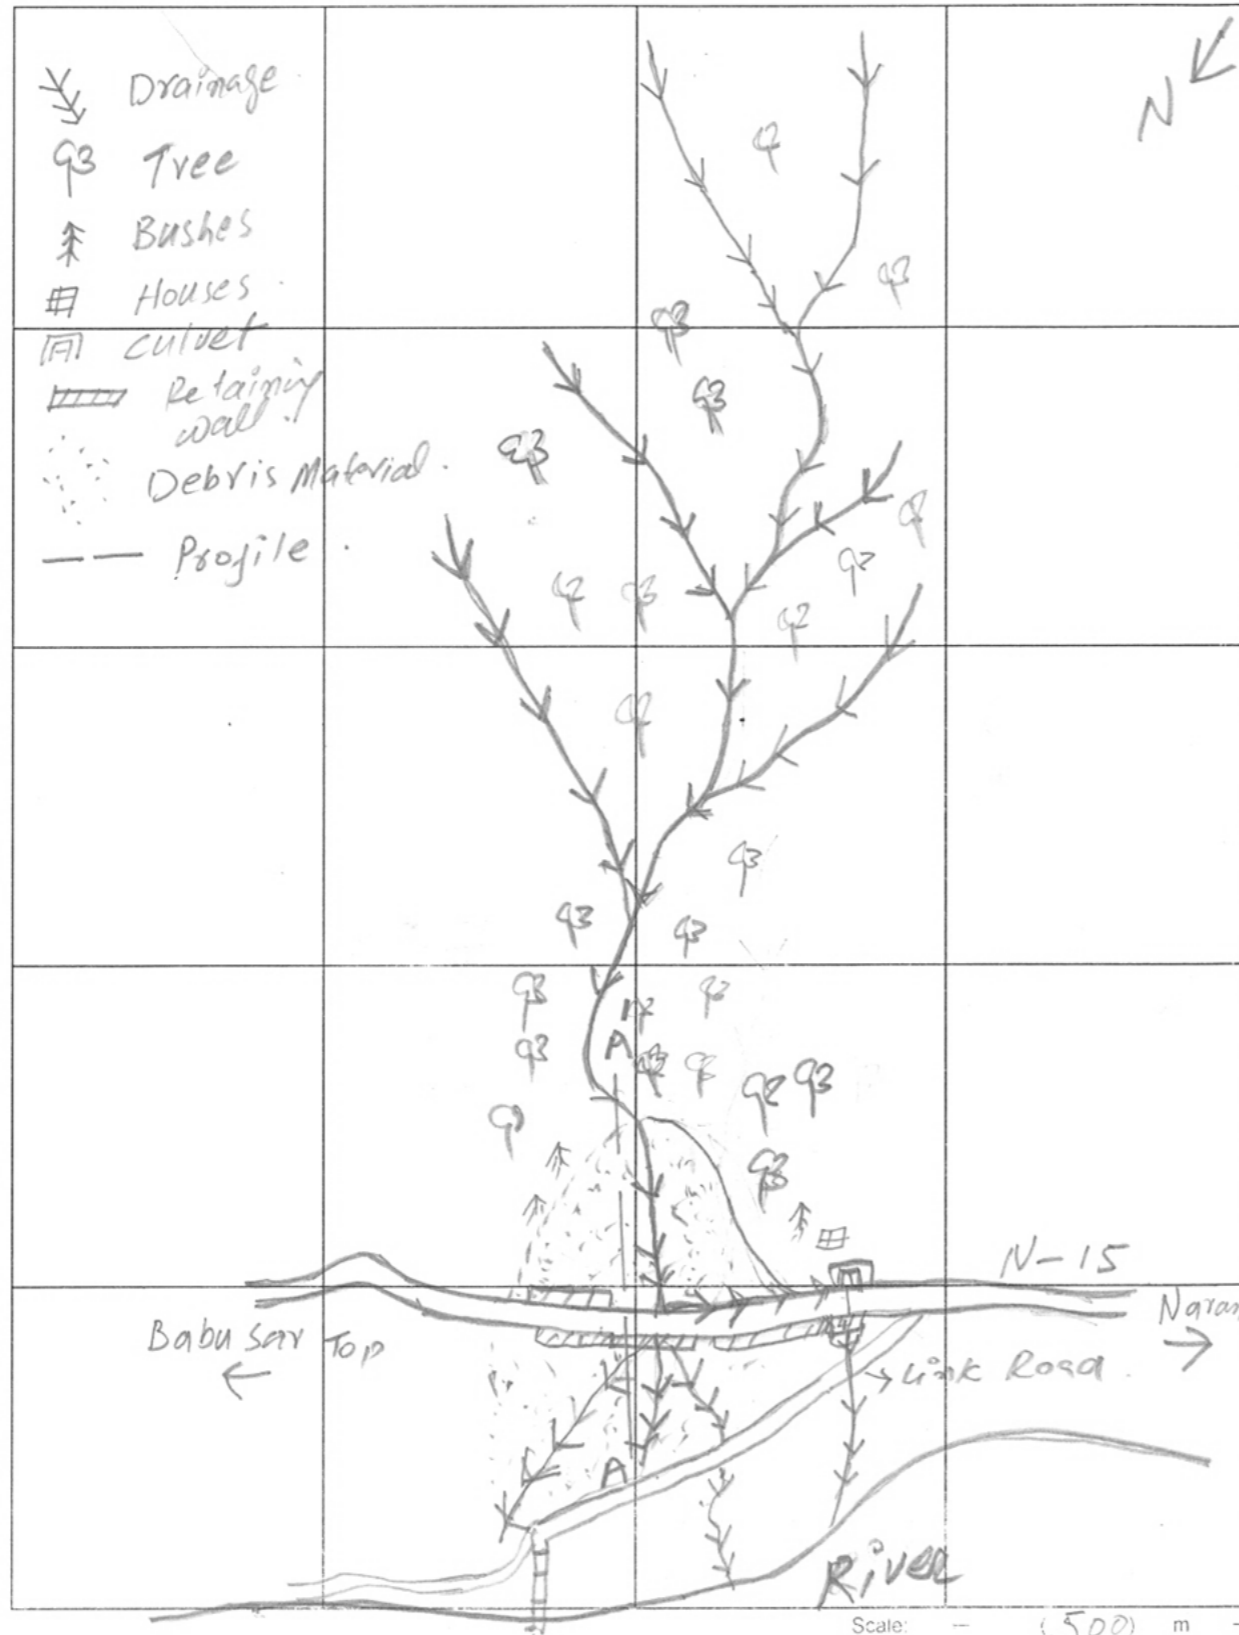 Drainage
Tree
Bushes
Houses
culvet
Retaining
wall
Debris Material.
Profile
N
A
N-15
Babusar Top
Naran
Link Road
A
River
Scale: (500) m